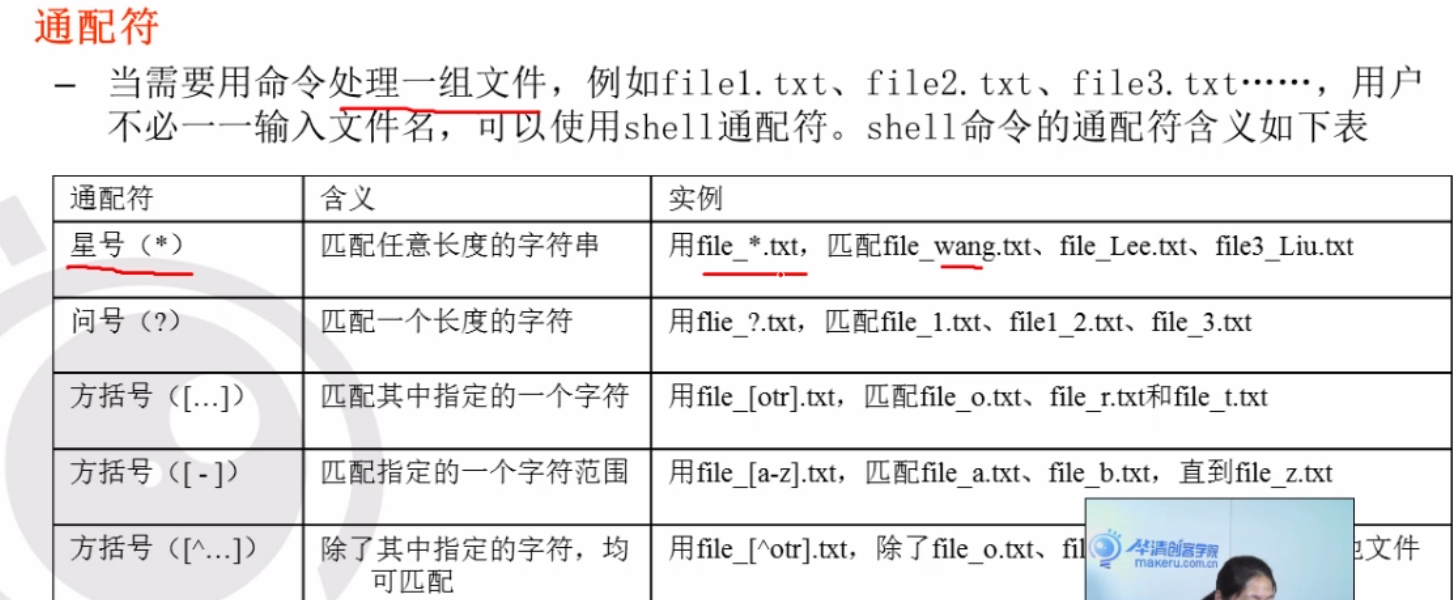 通配符
– 当需要用命令处理一组文件，例如file1.txt、file2.txt、file3.txt……，用户
不必一一输入文件名，可以使用shell通配符。shell命令的通配符含义如下表
通配符 含义 实例
星号（*） 匹配任意长度的字符串 用file_*.txt，匹配file_wang.txt、file_Lee.txt、file3_Liu.txt
问号（?） 匹配一个长度的字符 用flie_?.txt，匹配file_1.txt、file1_2.txt、file_3.txt
方括号（[…]） 匹配其中指定的一个字符 用file_[otr].txt，匹配file_o.txt、file_r.txt和file_t.txt
方括号（[ - ]） 匹配指定的一个字符范围 用file_[a-z].txt，匹配file_a.txt、file_b.txt，直到file_z.txt
方括号（[^…]） 除了其中指定的字符，均 用file_[^otr].txt，除了file_o.txt、 文件
可匹配
华清创客学院
makeru.com.cn